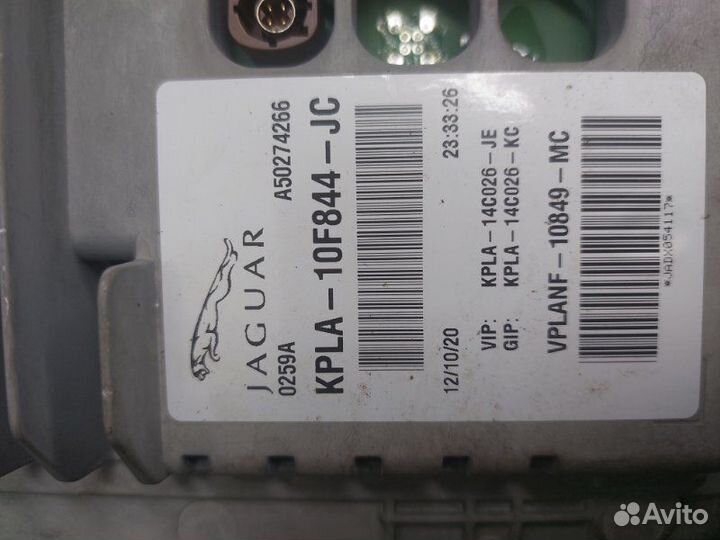 JAGUAR
0259A A50274266
KPLA-10F844-JC
12/10/20 23:33:26
VIP: KPLA-14C026-JE
GIP: KPLA-14C026-KC
VPLANF-10849-MC
*JADX054117*
Avito